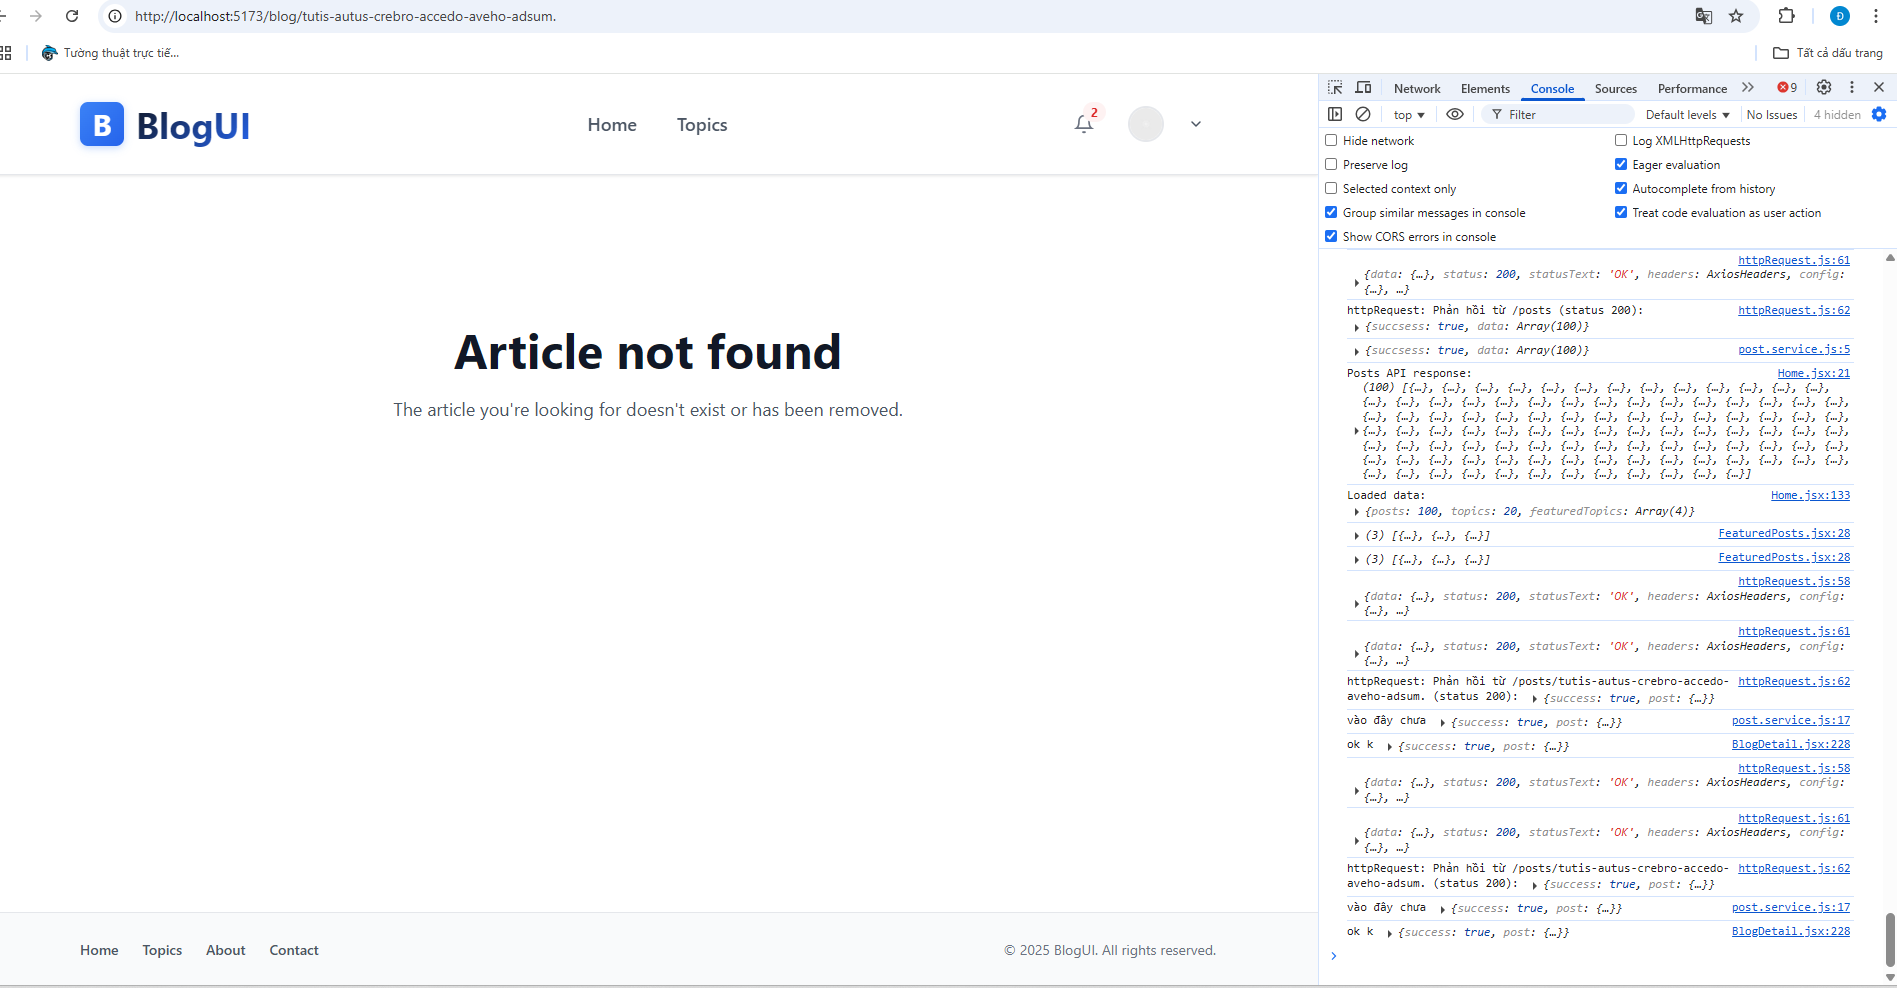 http://localhost:5173/blog/tutis-autus-crebro-accedo-aveho-adsum.
Đ
Tường thuật trực tiế...
Tất cả dấu trang
B BlogUI
Home Topics
2
Article not found
The article you're looking for doesn't exist or has been removed.
Home Topics About Contact
© 2025 BlogUI. All rights reserved.
Network Elements Console Sources Performance 9
top Filter Default levels No Issues 4 hidden
Hide network Log XMLHttpRequests
Preserve log Eager evaluation
Selected context only Autocomplete from history
Group similar messages in console Treat code evaluation as user action
Show CORS errors in console
httpRequest.js:61
{data: {…}, status: 200, statusText: 'OK', headers: AxiosHeaders, config:
{…}, …}
httpRequest: Phản hồi từ /posts (status 200): httpRequest.js:62
{succsess: true, data: Array(100)}
{succsess: true, data: Array(100)} post.service.js:5
Posts API response: Home.jsx:21
(100) [{…}, {…}, {…}, {…}, {…}, {…}, {…}, {…}, {…}, {…}, {…}, {…}, {…},
{…}, {…}, {…}, {…}, {…}, {…}, {…}, {…}, {…}, {…}, {…}, {…}, {…}, {…}, {…},
{…}, {…}, {…}, {…}, {…}, {…}, {…}, {…}, {…}, {…}, {…}, {…}, {…}, {…}, {…},
{…}, {…}, {…}, {…}, {…}, {…}, {…}, {…}, {…}, {…}, {…}, {…}, {…}, {…}, {…},
{…}, {…}, {…}, {…}, {…}, {…}, {…}, {…}, {…}, {…}, {…}, {…}, {…}, {…}, {…},
{…}, {…}, {…}, {…}, {…}, {…}, {…}, {…}, {…}, {…}, {…}, {…}, {…}, {…}, {…},
{…}, {…}, {…}, {…}, {…}, {…}, {…}, {…}, {…}, {…}, {…}, {…}]
Loaded data: Home.jsx:133
{posts: 100, topics: 20, featuredTopics: Array(4)}
(3) [{…}, {…}, {…}] FeaturedPosts.jsx:28
(3) [{…}, {…}, {…}] FeaturedPosts.jsx:28
httpRequest.js:58
{data: {…}, status: 200, statusText: 'OK', headers: AxiosHeaders, config:
{…}, …}
httpRequest.js:61
{data: {…}, status: 200, statusText: 'OK', headers: AxiosHeaders, config:
{…}, …}
httpRequest: Phản hồi từ /posts/tutis-autus-crebro-accedo- httpRequest.js:62
aveho-adsum. (status 200): {success: true, post: {…}}
vào đây chưa {success: true, post: {…}} post.service.js:17
ok k {success: true, post: {…}} BlogDetail.jsx:228
httpRequest.js:58
{data: {…}, status: 200, statusText: 'OK', headers: AxiosHeaders, config:
{…}, …}
httpRequest.js:61
{data: {…}, status: 200, statusText: 'OK', headers: AxiosHeaders, config:
{…}, …}
httpRequest: Phản hồi từ /posts/tutis-autus-crebro-accedo- httpRequest.js:62
aveho-adsum. (status 200): {success: true, post: {…}}
vào đây chưa {success: true, post: {…}} post.service.js:17
ok k {success: true, post: {…}} BlogDetail.jsx:228